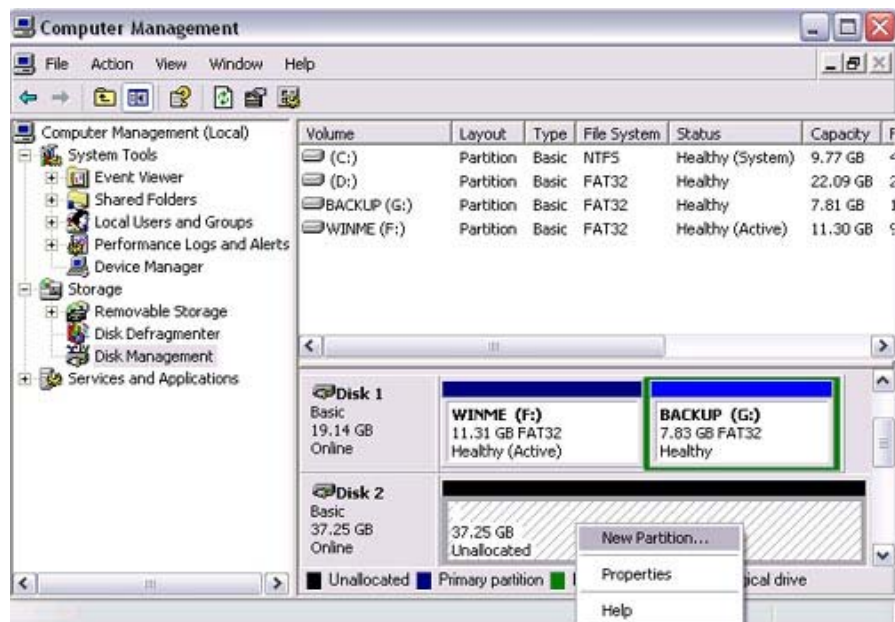 Computer Management
File Action View Window Help
Computer Management (Local)
System Tools
Event Viewer
Shared Folders
Local Users and Groups
Performance Logs and Alerts
Device Manager
Storage
Removable Storage
Disk Defragmenter
Disk Management
Services and Applications
Volume Layout Type File System Status Capacity
(C:) Partition Basic NTFS Healthy (System) 9.77 GB
(D:) Partition Basic FAT32 Healthy 22.09 GB
BACKUP (G:) Partition Basic FAT32 Healthy 7.81 GB
WINME (F:) Partition Basic FAT32 Healthy (Active) 11.30 GB
Disk 1
Basic
19.14 GB
Online
WINME (F:)
11.31 GB FAT32
Healthy (Active)
BACKUP (G:)
7.83 GB FAT32
Healthy
Disk 2
Basic
37.25 GB
Online
37.25 GB
Unallocated
New Partition...
Properties
Help
Unallocated Primary partition ical drive